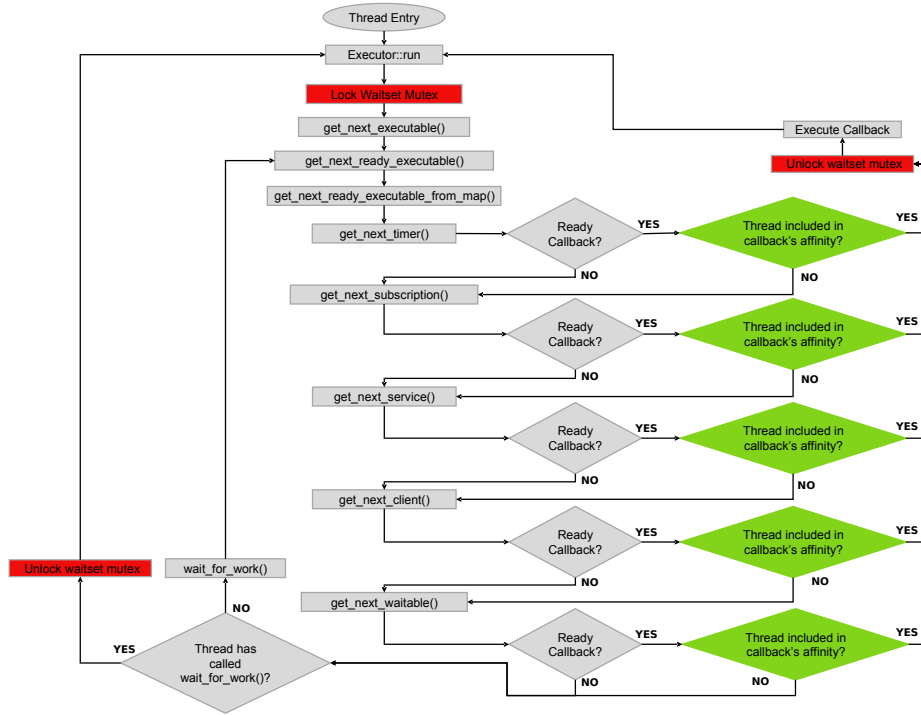 Thread Entry
Executor::run
Lock Waitset Mutex
get_next_executable()
Execute Callback
get_next_ready_executable()
Unlock waitset mutex
get_next_ready_executable_from_map()
get_next_timer()
Ready
Callback?
YES
Thread included in
callback's affinity?
YES
NO
NO
get_next_subscription()
Ready
Callback?
YES
Thread included in
callback's affinity?
YES
NO
NO
get_next_service()
Ready
Callback?
YES
Thread included in
callback's affinity?
YES
NO
NO
get_next_client()
Ready
Callback?
YES
Thread included in
callback's affinity?
YES
NO
NO
Unlock waitset mutex
wait_for_work()
get_next_waitable()
NO
Ready
Callback?
YES
Thread included in
callback's affinity?
YES
YES
Thread has
called
wait_for_work()?
NO
NO